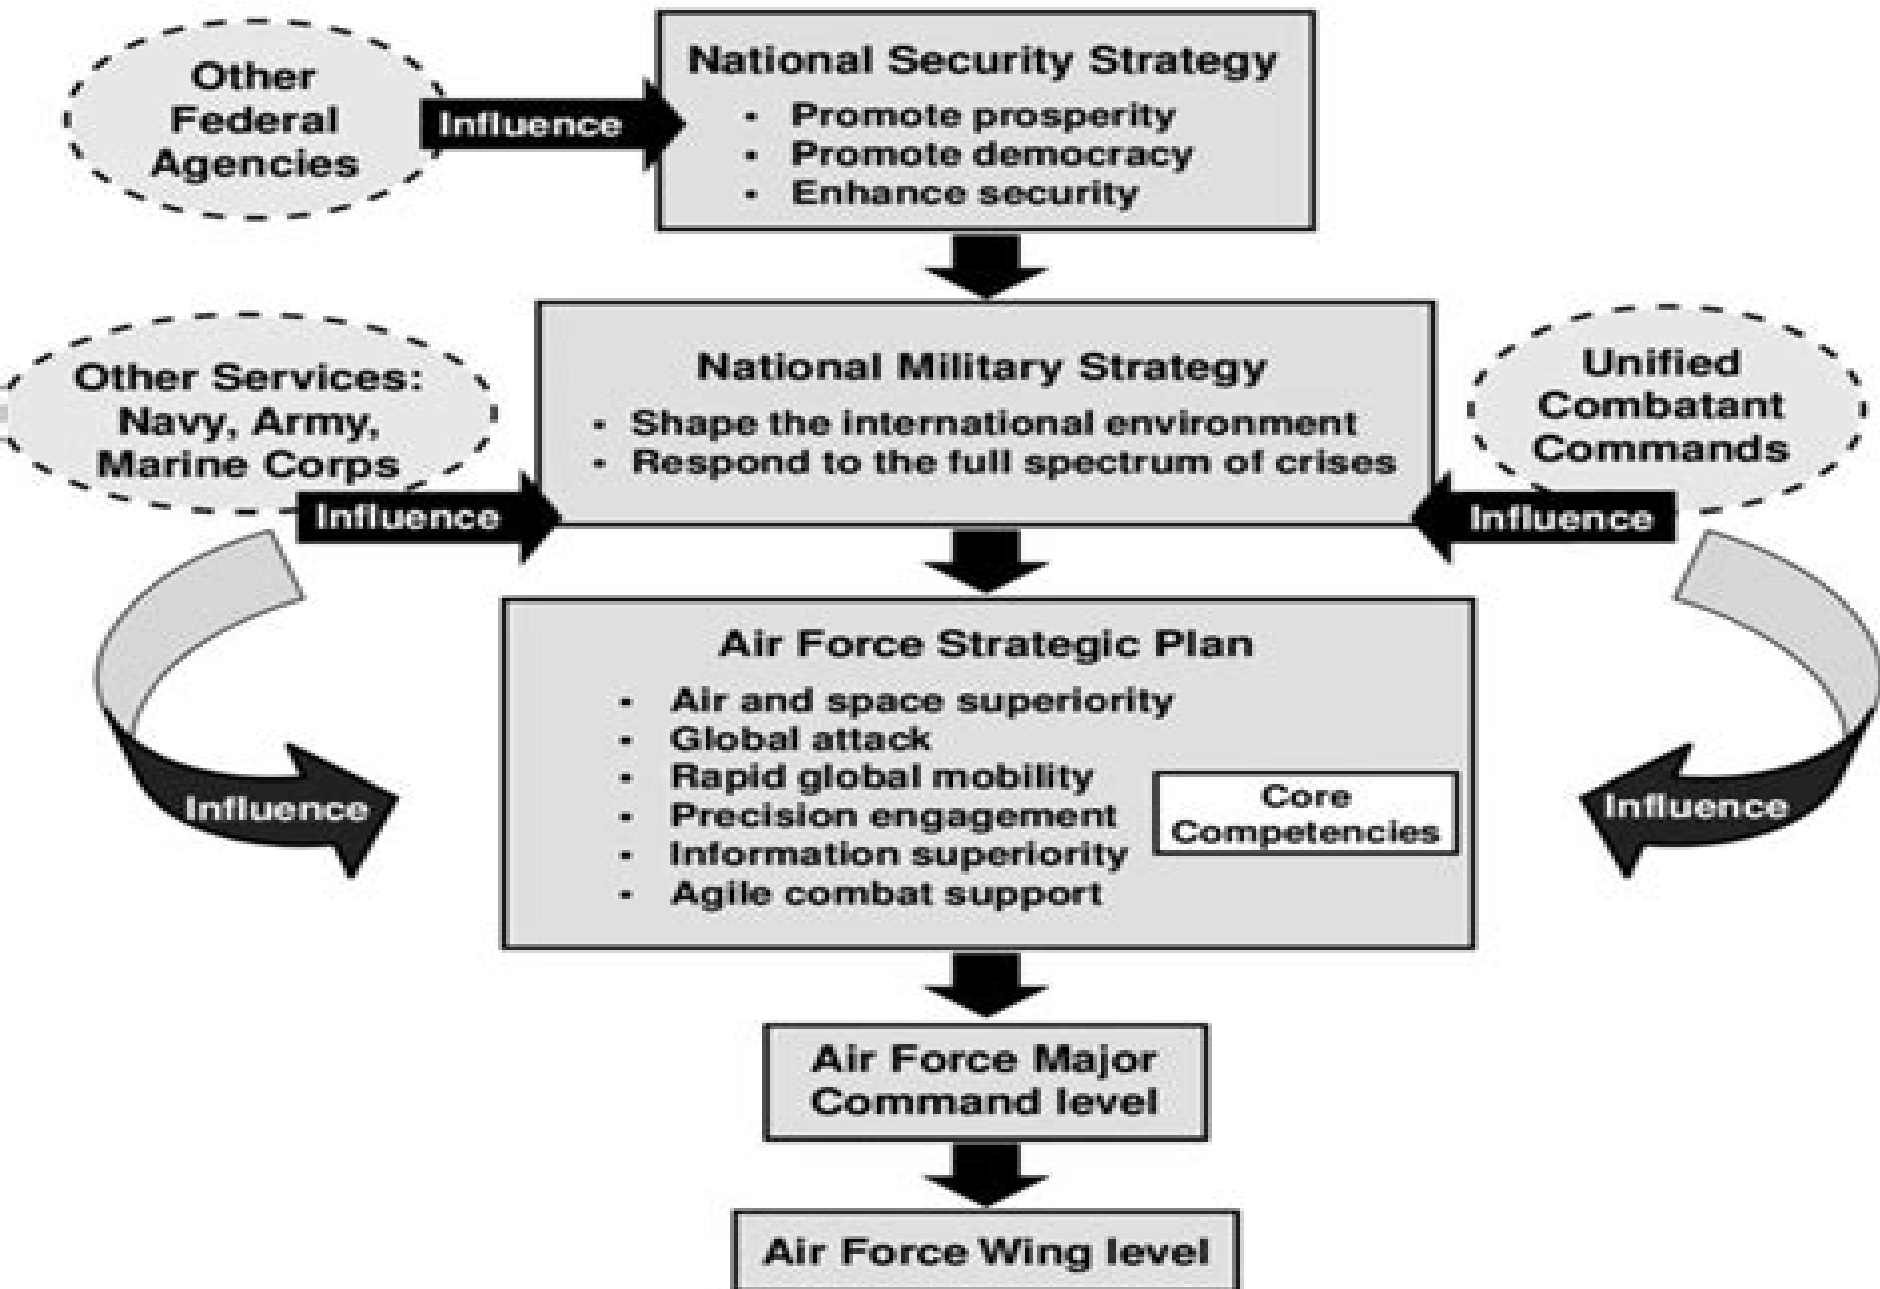 Other
Federal
Agencies
Influence
National Security Strategy
• Promote prosperity
• Promote democracy
• Enhance security
Other Services:
Navy, Army,
Marine Corps
Influence
National Military Strategy
• Shape the international environment
• Respond to the full spectrum of crises
Unified
Combatant
Commands
Influence
Influence
Air Force Strategic Plan
• Air and space superiority
• Global attack
• Rapid global mobility
• Precision engagement
• Information superiority
• Agile combat support
Core
Competencies
Influence
Air Force Major
Command level
Air Force Wing level